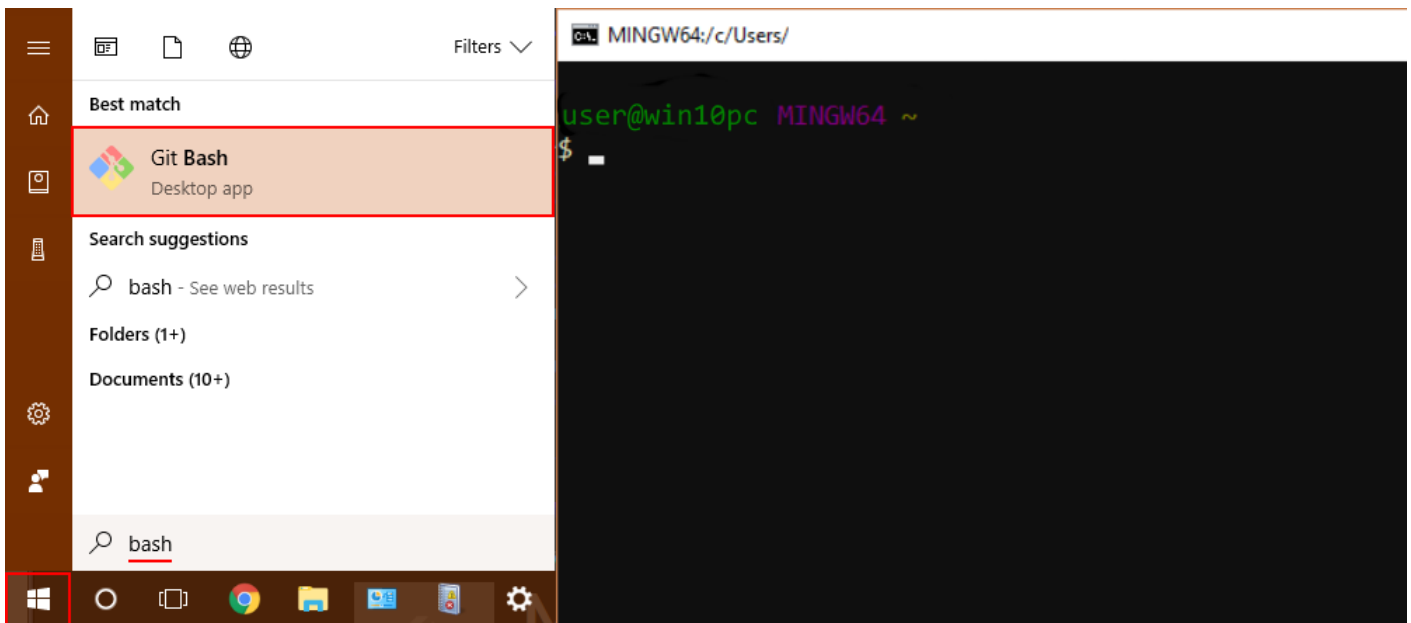 Filters
Best match
Git Bash
Desktop app
Search suggestions
bash - See web results
Folders (1+)
Documents (10+)
bash
MINGW64:/c/Users/
user@win10pc MINGW64 ~
$